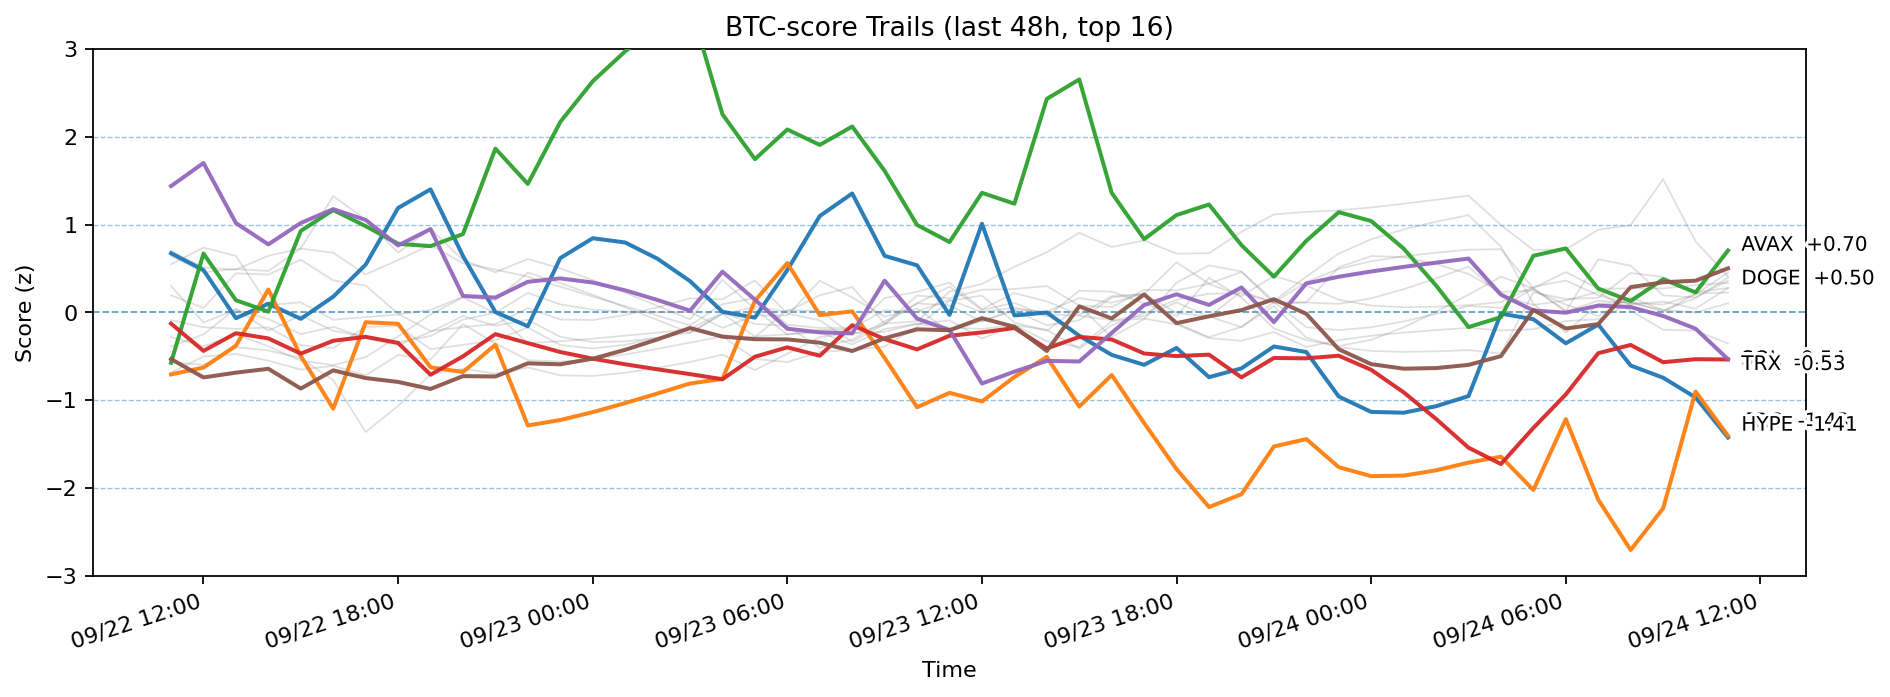 BTC-score Trails (last 48h, top 16)
Score (z)
3
2
1
0
−1
−2
−3
AVAX +0.70
DOGE +0.50
TRX -0.53
HYPE -1.41
09/22 12:00
09/22 18:00
09/23 00:00
09/23 06:00
09/23 12:00
09/23 18:00
09/24 00:00
09/24 06:00
09/24 12:00
Time